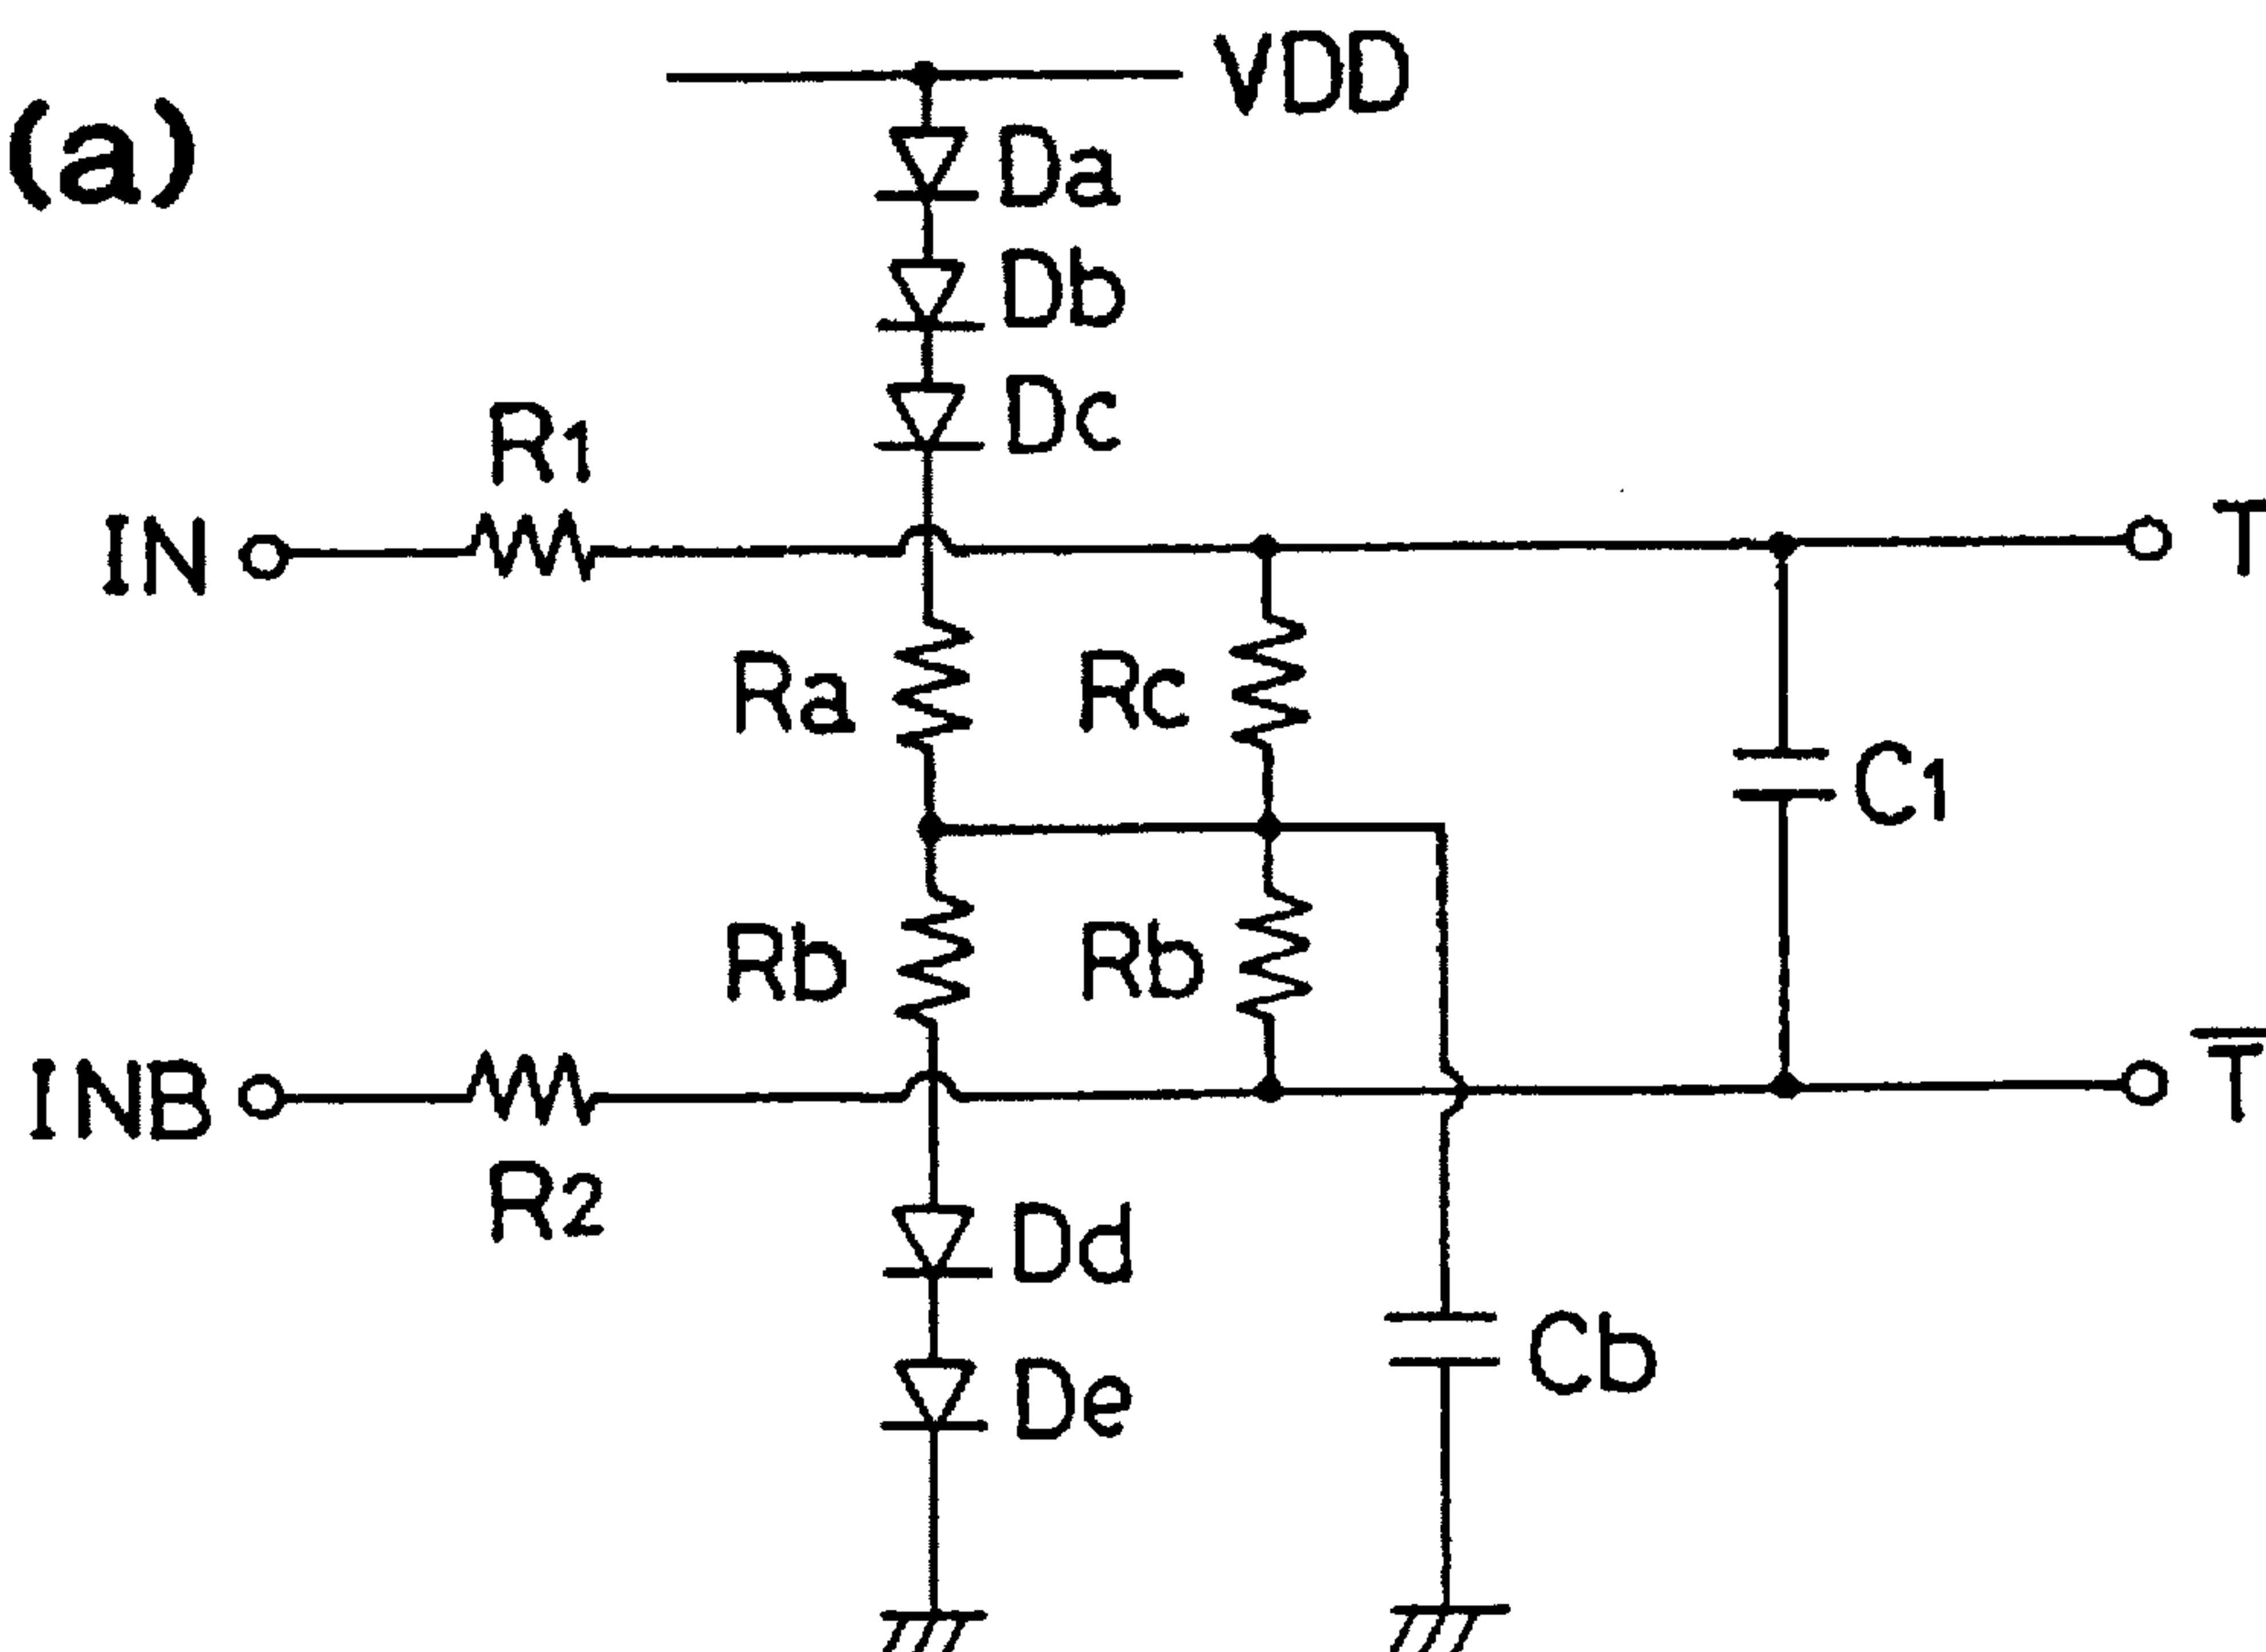 (a)
VDD
Da
Db
Dc
R1
IN
T
Ra
Rc
C1
Rb
Rb
INB
T̅
R2
Dd
De
Cb